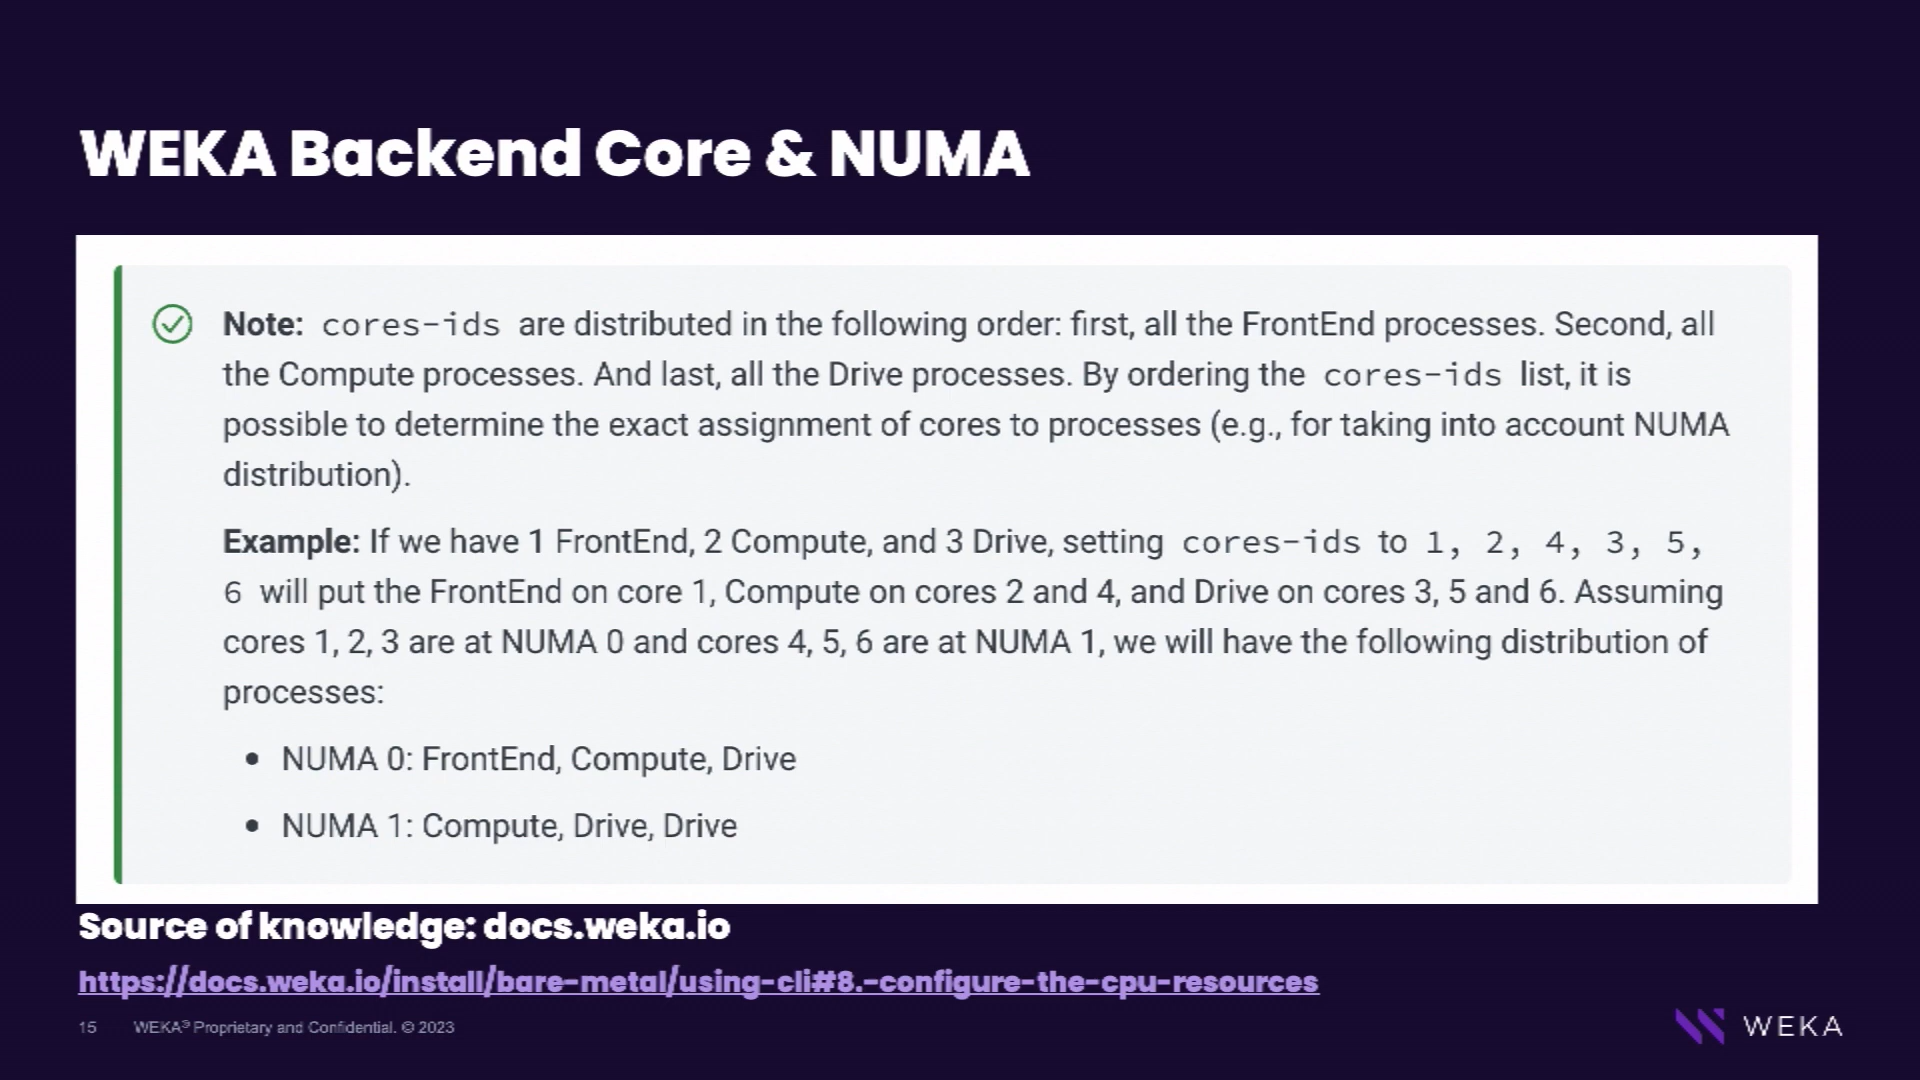 WEKA Backend Core & NUMA
Note: cores-ids are distributed in the following order: first, all the FrontEnd processes. Second, all
the Compute processes. And last, all the Drive processes. By ordering the cores-ids list, it is
possible to determine the exact assignment of cores to processes (e.g., for taking into account NUMA
distribution).
Example: If we have 1 FrontEnd, 2 Compute, and 3 Drive, setting cores-ids to 1, 2, 4, 3, 5,
6 will put the FrontEnd on core 1, Compute on cores 2 and 4, and Drive on cores 3, 5 and 6. Assuming
cores 1, 2, 3 are at NUMA 0 and cores 4, 5, 6 are at NUMA 1, we will have the following distribution of
processes:
• NUMA 0: FrontEnd, Compute, Drive
• NUMA 1: Compute, Drive, Drive
Source of knowledge: docs.weka.io
https://docs.weka.io/install/bare-metal/using-cli#8.-configure-the-cpu-resources
15 WEKA® Proprietary and Confidential. © 2023
WEKA